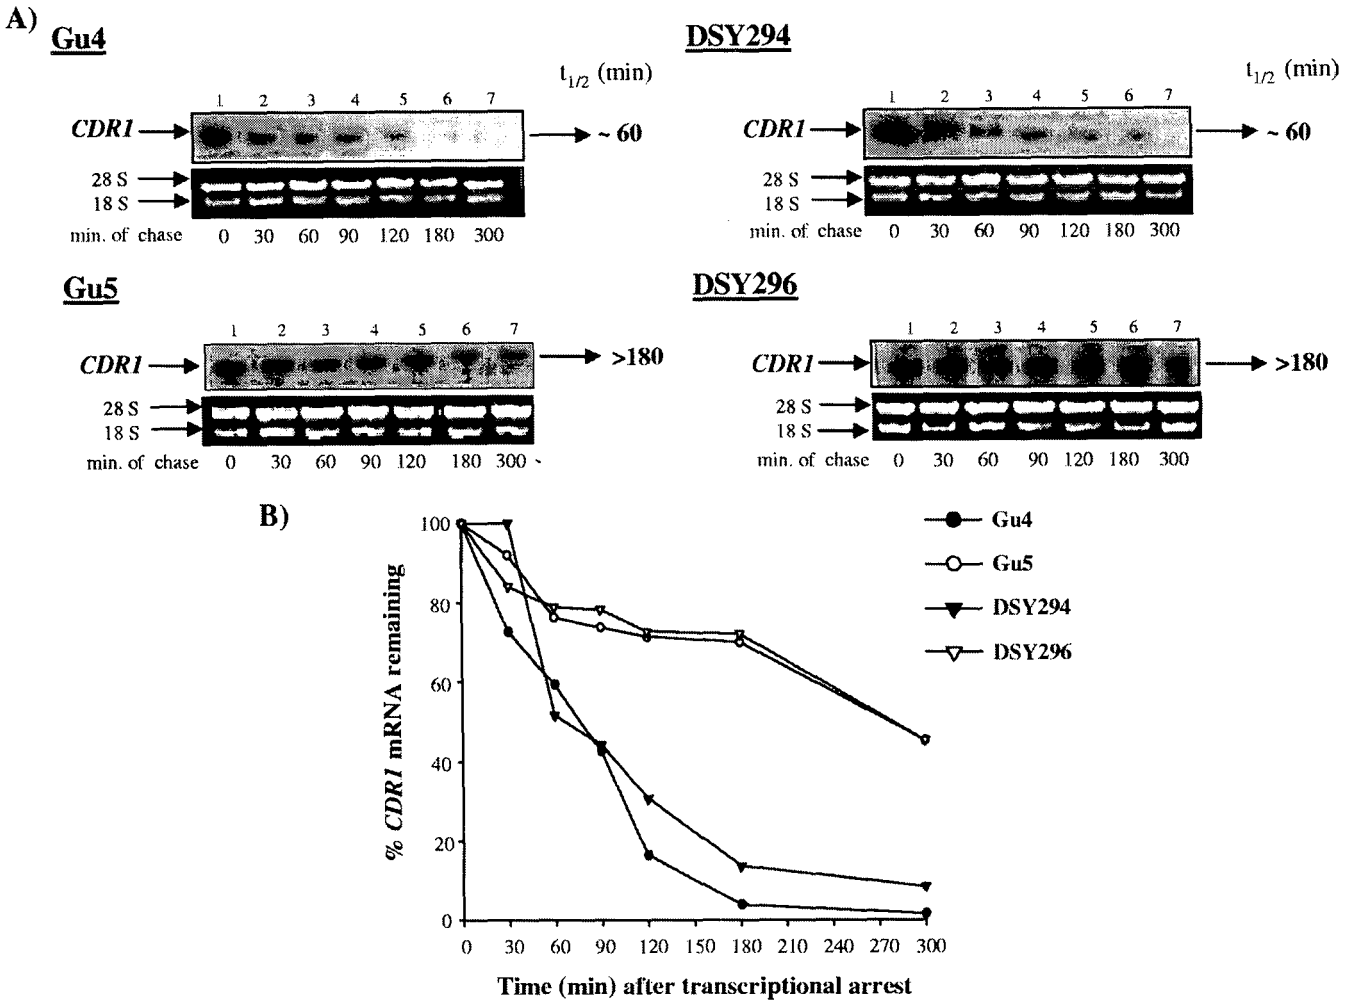 A)
Gu4
t1/2 (min)
1 2 3 4 5 6 7
CDR1
~ 60
28 S
18 S
min. of chase 0 30 60 90 120 180 300
DSY294
t1/2 (min)
1 2 3 4 5 6 7
CDR1
~ 60
28 S
18 S
min. of chase 0 30 60 90 120 180 300
Gu5
1 2 3 4 5 6 7
CDR1
>180
28 S
18 S
min. of chase 0 30 60 90 120 180 300
DSY296
1 2 3 4 5 6 7
CDR1
>180
28 S
18 S
min. of chase 0 30 60 90 120 180 300
B)
% CDR1 mRNA remaining
100
80
60
40
20
0
0 30 60 90 120 150 180 210 240 270 300
Time (min) after transcriptional arrest
Gu4
Gu5
DSY294
DSY296